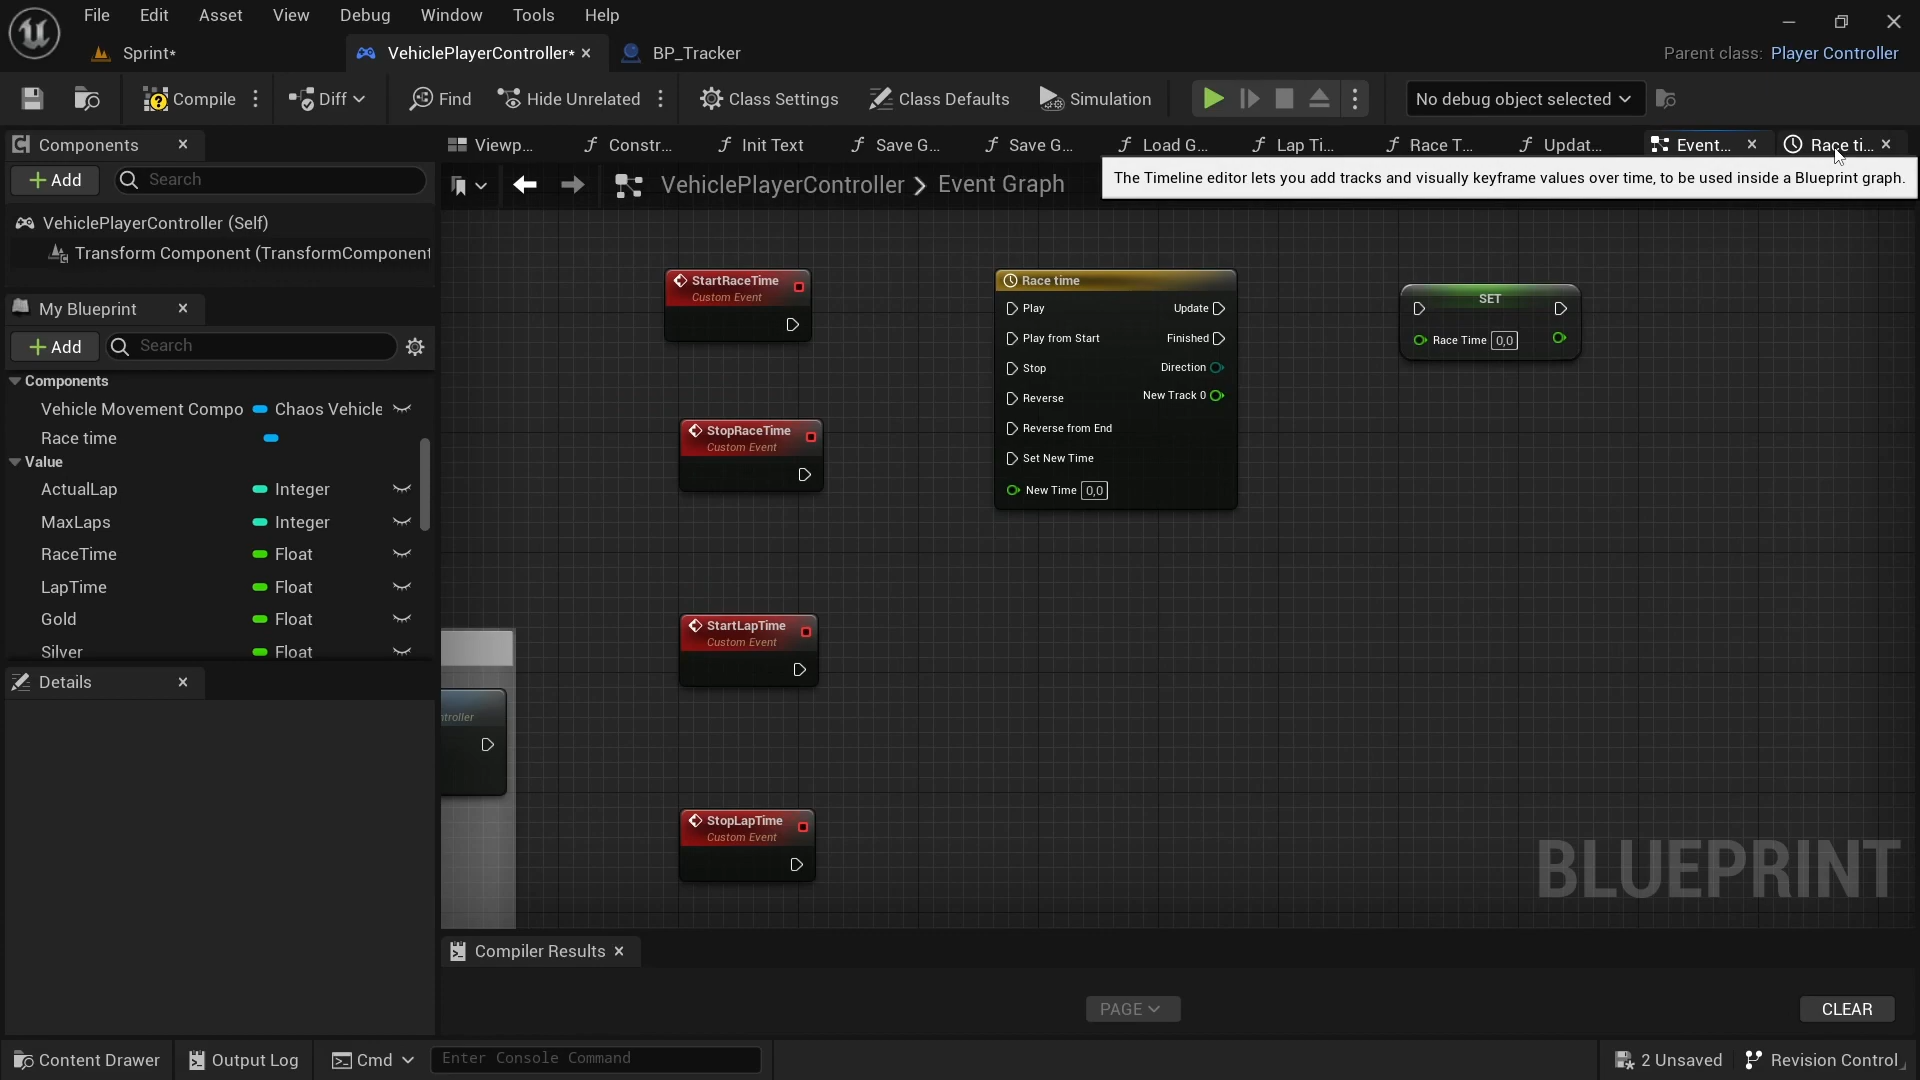 File Edit Asset View Debug Window Tools Help
Sprint* VehiclePlayerController* BP_Tracker Parent class: Player Controller
Compile Diff Find Hide Unrelated Class Settings Class Defaults Simulation No debug object selected
Components Viewp... Constr... Init Text Save G... Save G... Load G... Lap Ti... Race T... Updat... Event... Race ti...
Add Search VehiclePlayerController > Event Graph The Timeline editor lets you add tracks and visually keyframe values over time, to be used inside a Blueprint graph.
VehiclePlayerController (Self)
Transform Component (TransformComponent
My Blueprint
Add Search
Components
Vehicle Movement Compo Chaos Vehicle
Race time
Value
ActualLap Integer
MaxLaps Integer
RaceTime Float
LapTime Float
Gold Float
Silver Float
Details
StartRaceTime
Custom Event
StopRaceTime
Custom Event
StartLapTime
Custom Event
StopLapTime
Custom Event
ntroller
Race time
Play Update
Play from Start Finished
Stop Direction
Reverse New Track 0
Reverse from End
Set New Time
New Time 0,0
SET
Race Time 0,0
BLUEPRINT
Compiler Results
PAGE CLEAR
Content Drawer Output Log Cmd Enter Console Command 2 Unsaved Revision Control